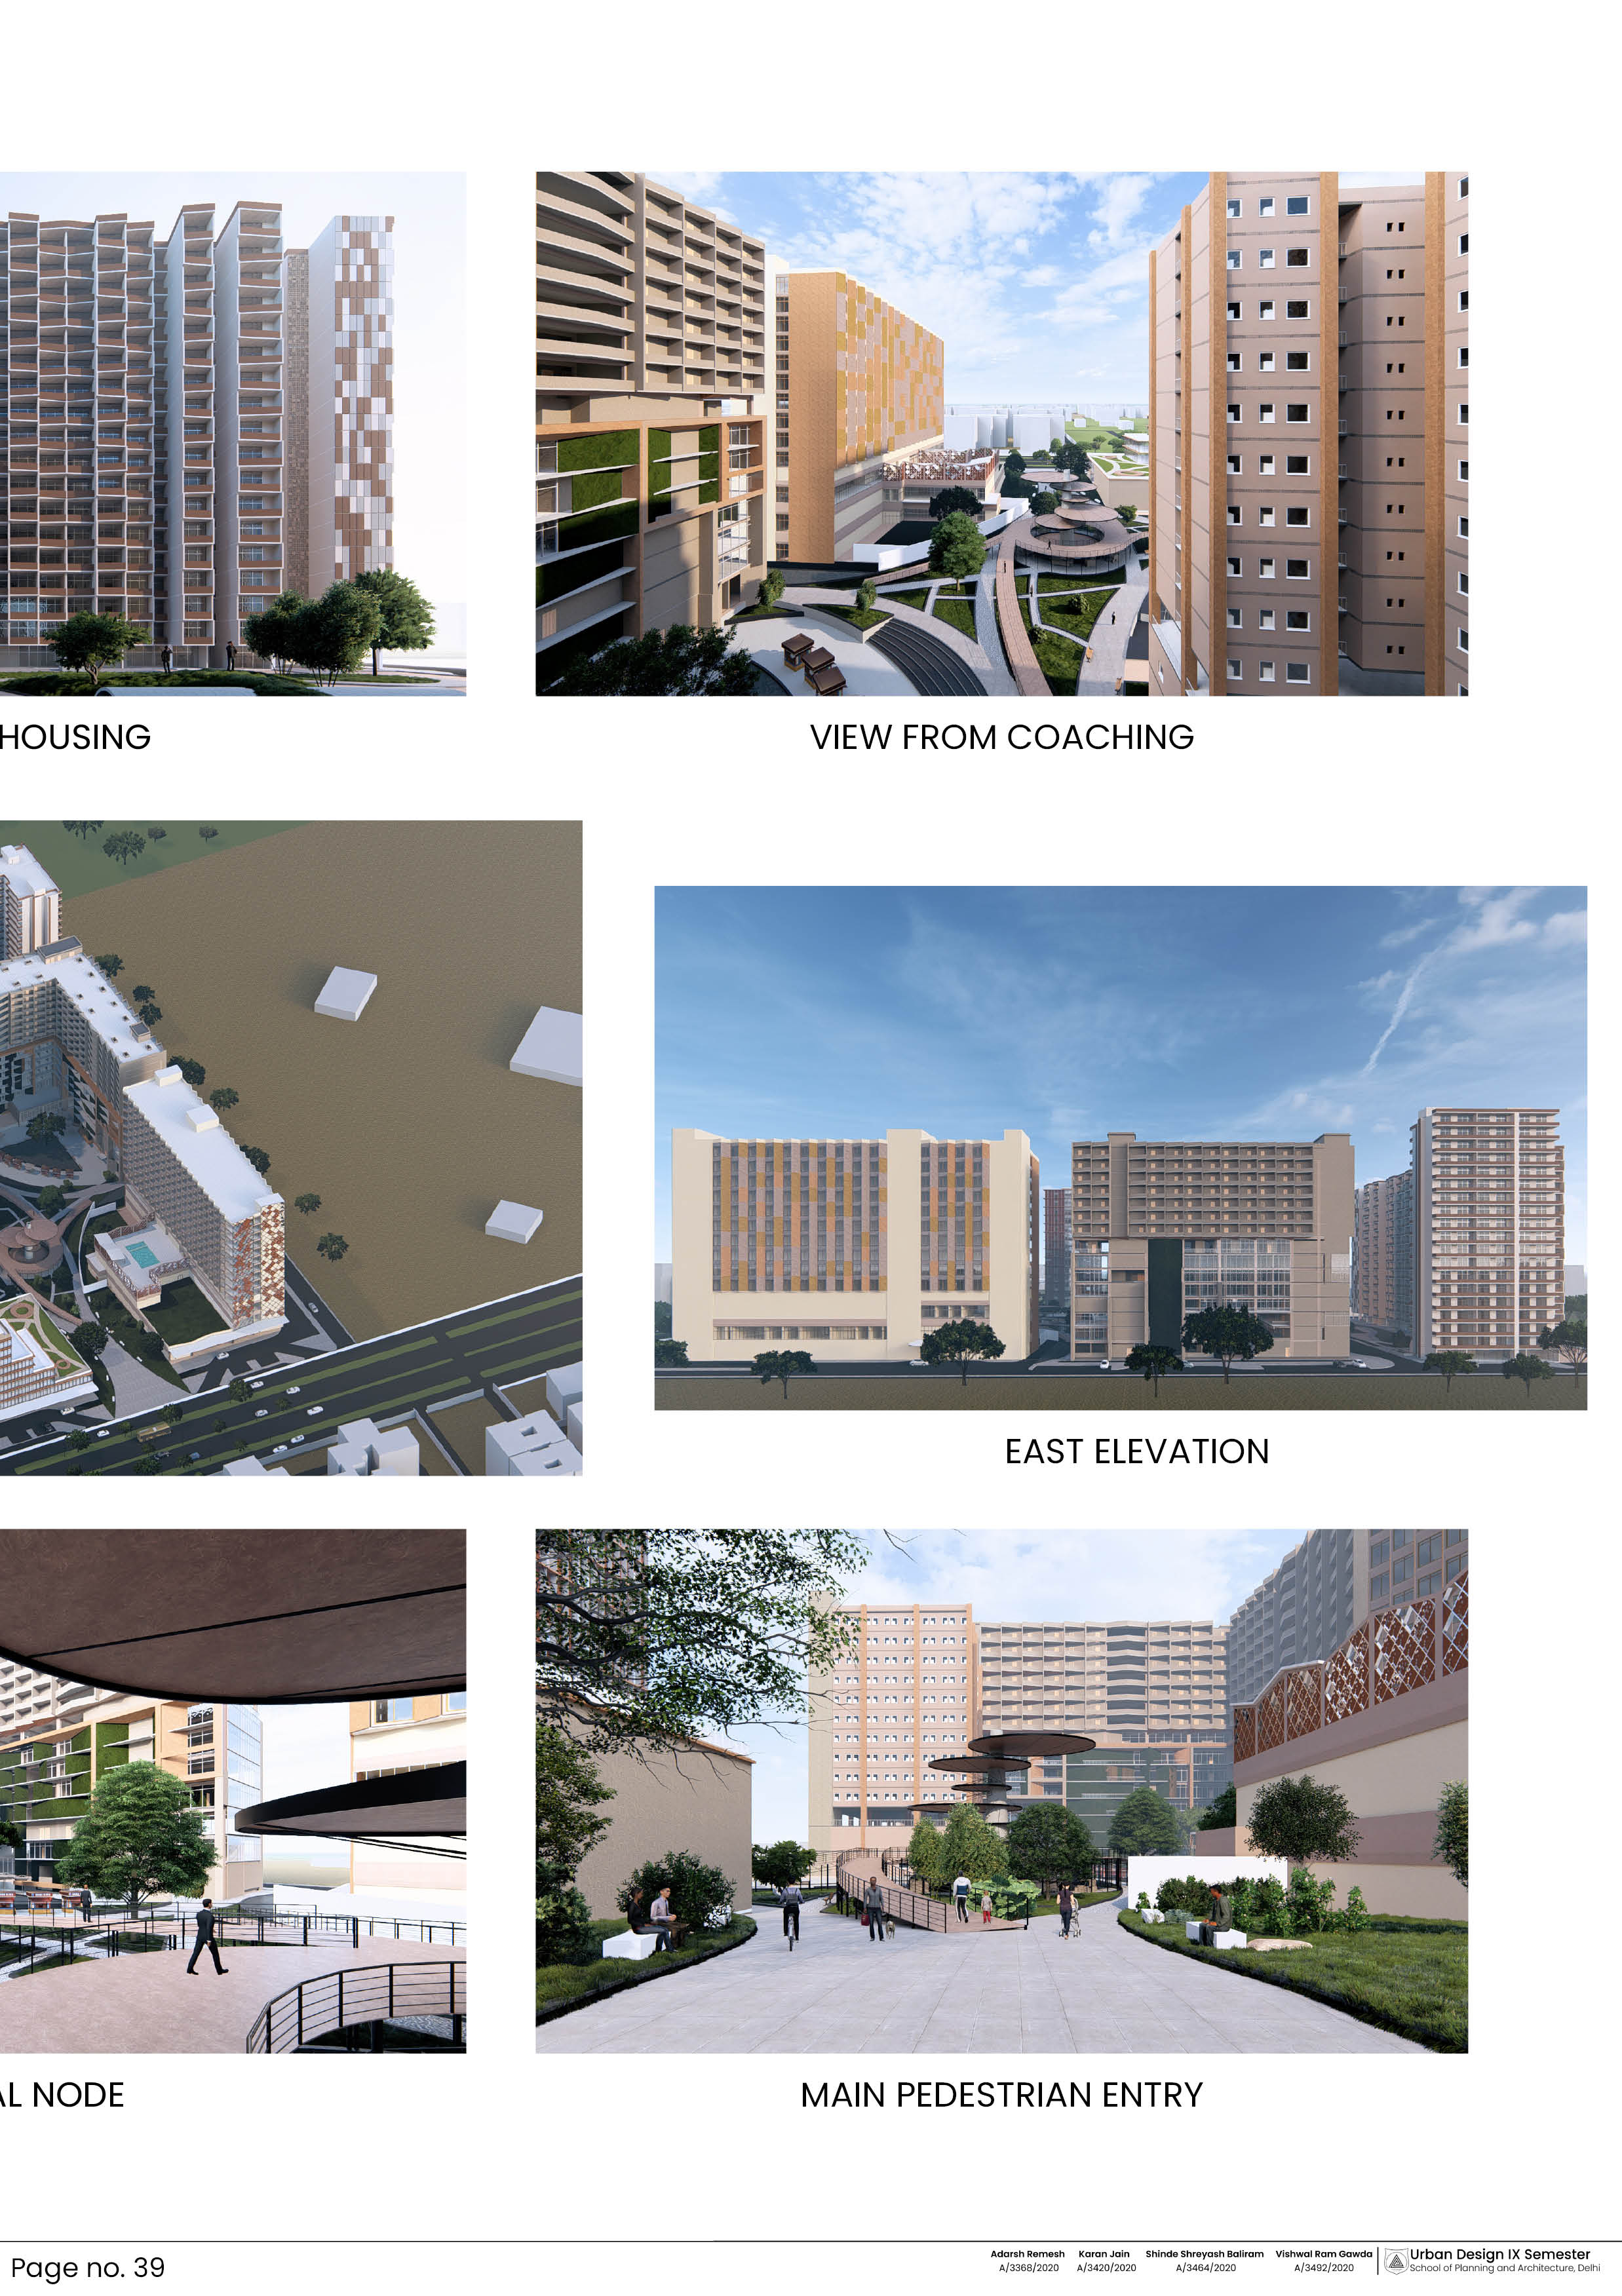 HOUSING
VIEW FROM COACHING
EAST ELEVATION
AL NODE
MAIN PEDESTRIAN ENTRY
Page no. 39
Adarsh Remesh Karan Jain Shinde Shreyash Baliram Vishwal Ram Gawda
A/3368/2020 A/3420/2020 A/3464/2020 A/3492/2020
Urban Design IX Semester
School of Planning and Architecture, Delhi